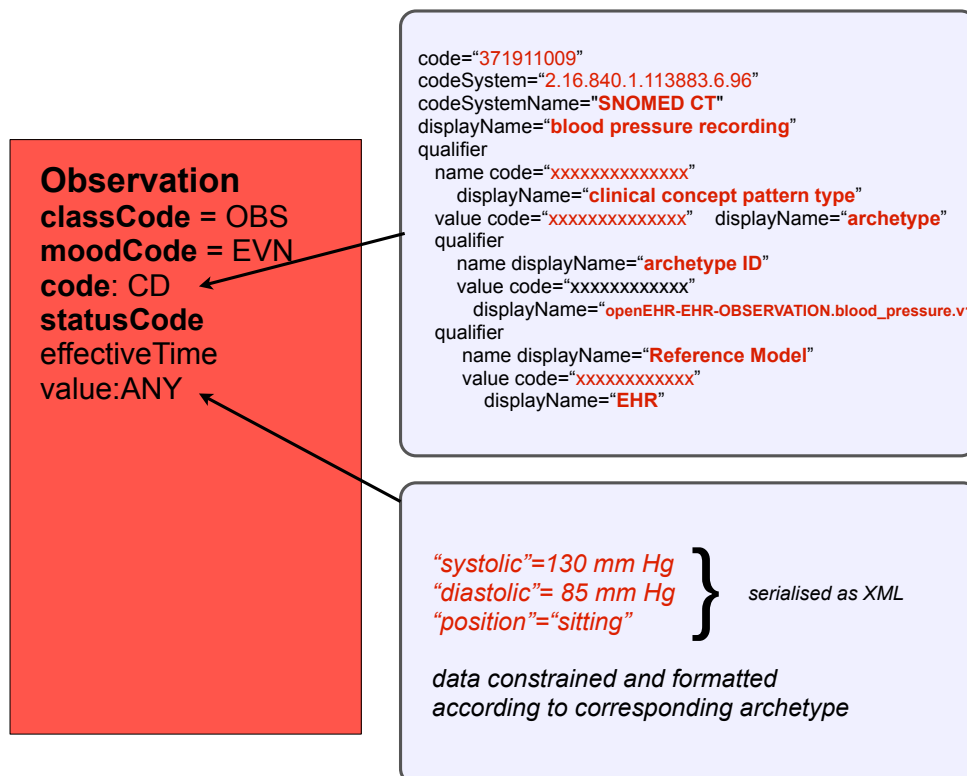 Observation
classCode = OBS
moodCode = EVN
code: CD
statusCode
effectiveTime
value:ANY
code=“371911009”
codeSystem=“2.16.840.1.113883.6.96”
codeSystemName="SNOMED CT"
displayName=“blood pressure recording”
qualifier
name code=“xxxxxxxxxxxxxx”
displayName=“clinical concept pattern type”
value code=“xxxxxxxxxxxxxx” displayName=“archetype”
qualifier
name displayName=“archetype ID”
value code=“xxxxxxxxxxxx”
displayName=“openEHR-EHR-OBSERVATION.blood_pressure.v
qualifier
name displayName=“Reference Model”
value code=“xxxxxxxxxxxx”
displayName=“EHR”
“systolic”=130 mm Hg
“diastolic”= 85 mm Hg
“position”=“sitting”
} serialised as XML
data constrained and formatted
according to corresponding archetype